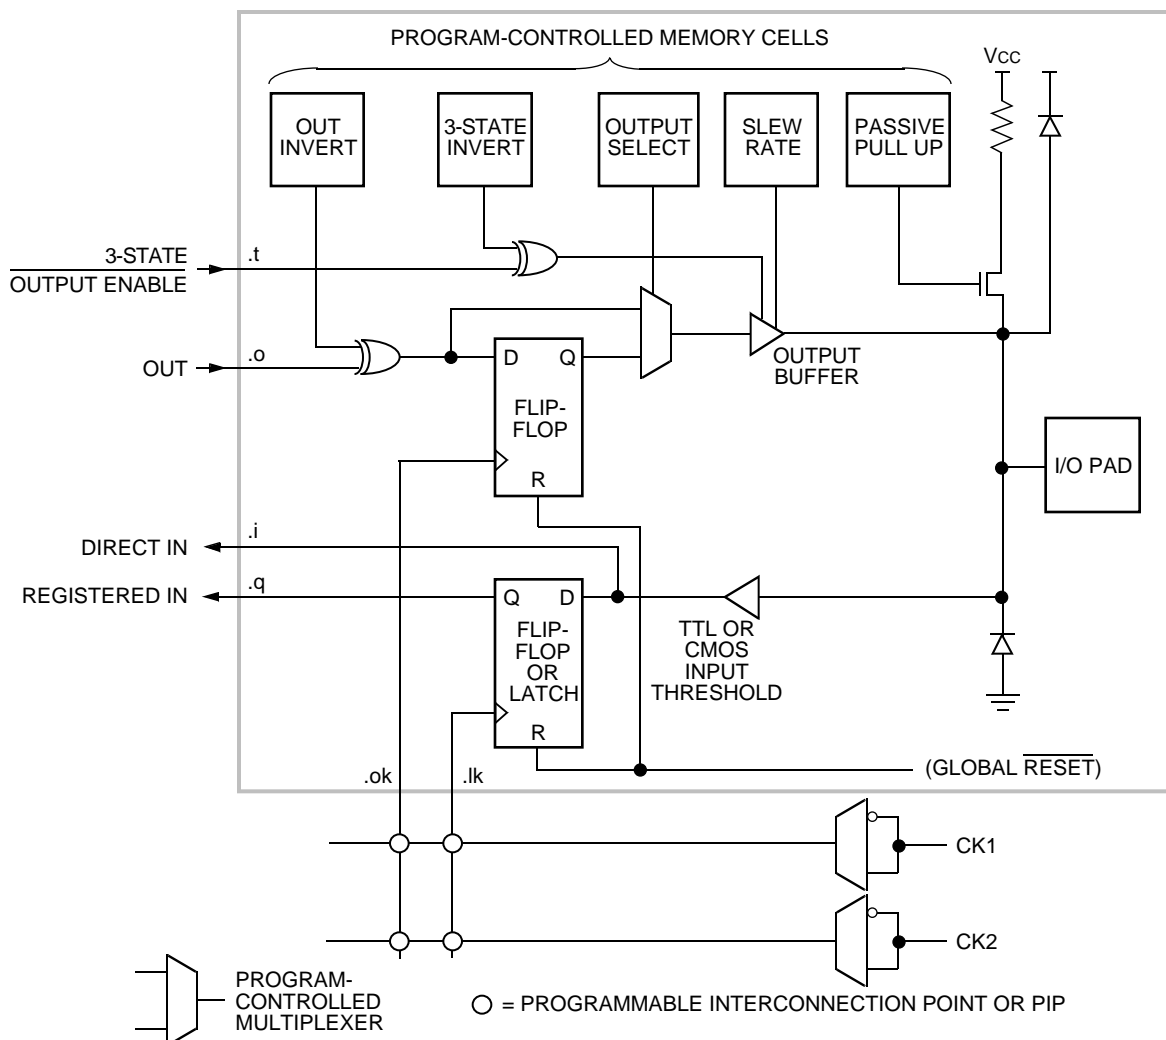 PROGRAM-CONTROLLED MEMORY CELLS
VCC
OUT
INVERT
3-STATE
INVERT
OUTPUT
SELECT
SLEW
RATE
PASSIVE
PULL UP
3-STATE
OUTPUT ENABLE
.t
OUT
.o
D
Q
FLIP-
FLOP
R
OUTPUT
BUFFER
I/O PAD
DIRECT IN
.i
REGISTERED IN
.q
Q
D
FLIP-
FLOP
OR
LATCH
R
TTL OR
CMOS
INPUT
THRESHOLD
.ok
.lk
(GLOBAL RESET)
CK1
CK2
PROGRAM-
CONTROLLED
MULTIPLEXER
= PROGRAMMABLE INTERCONNECTION POINT OR PIP